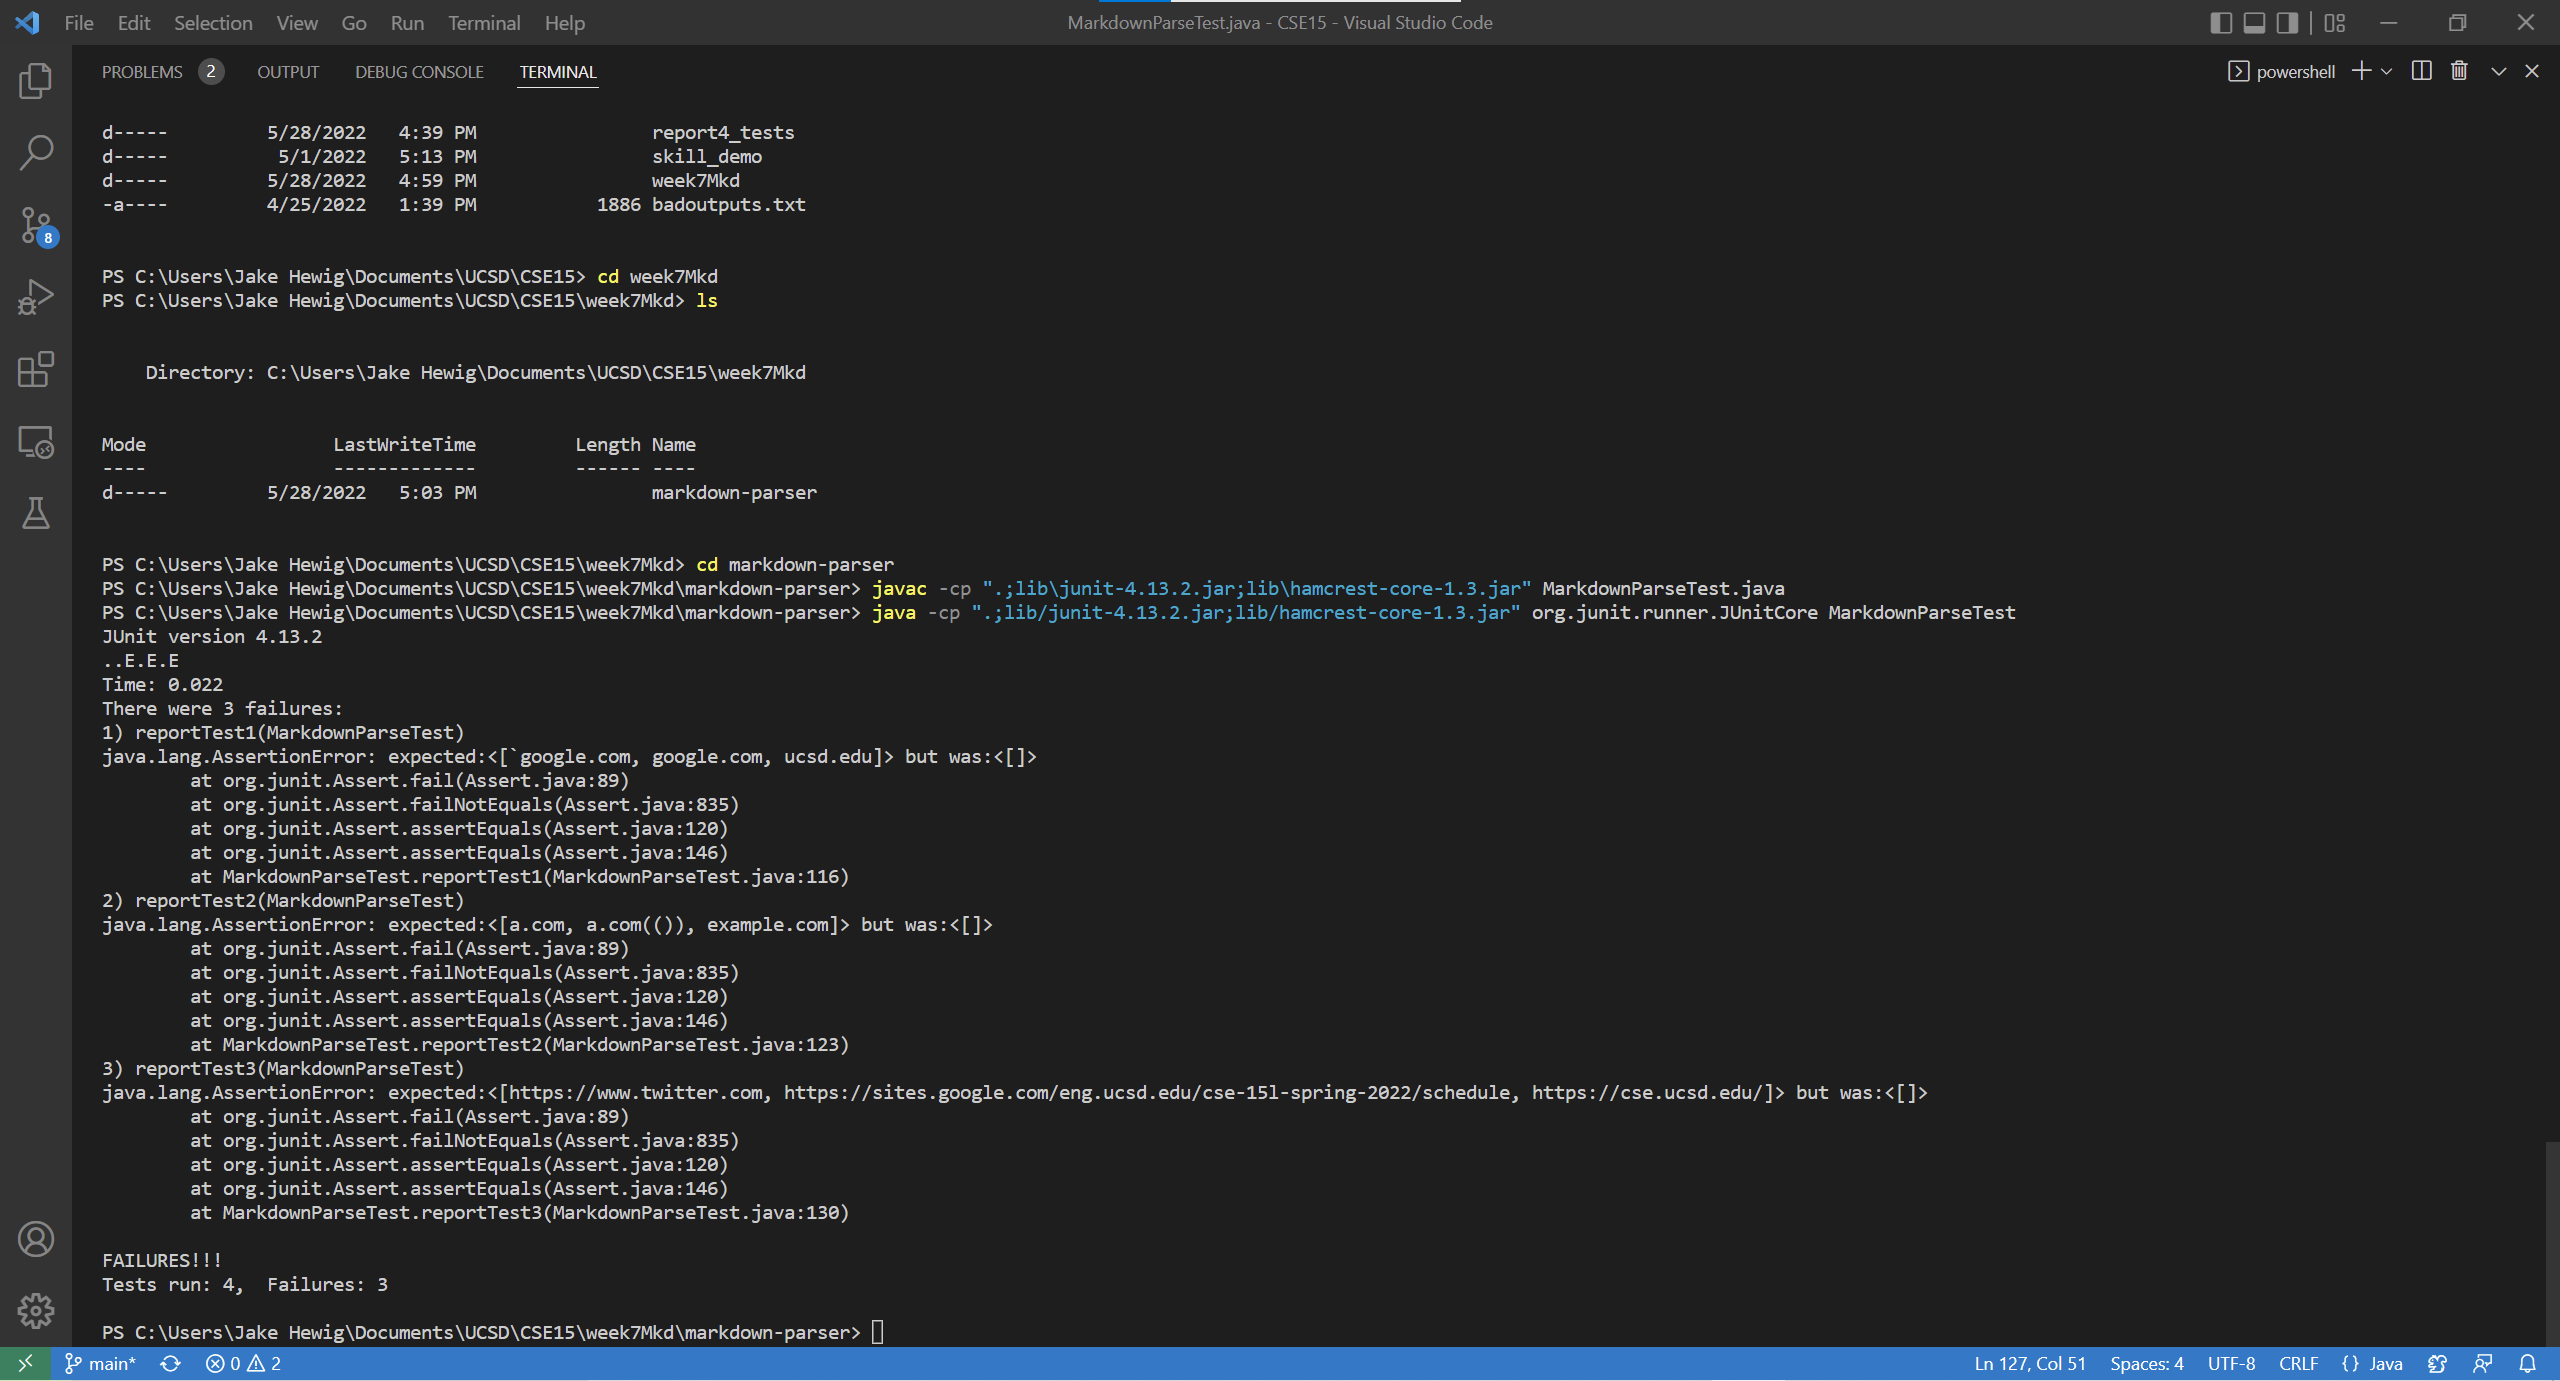 File Edit Selection View Go Run Terminal Help
MarkdownParseTest.java - CSE15 - Visual Studio Code
PROBLEMS 2 OUTPUT DEBUG CONSOLE TERMINAL
powershell
d----- 5/28/2022 4:39 PM report4_tests
d----- 5/1/2022 5:13 PM skill_demo
d----- 5/28/2022 4:59 PM week7Mkd
-a---- 4/25/2022 1:39 PM 1886 badoutputs.txt
PS C:\Users\Jake Hewig\Documents\UCSD\CSE15> cd week7Mkd
PS C:\Users\Jake Hewig\Documents\UCSD\CSE15\week7Mkd> ls
Directory: C:\Users\Jake Hewig\Documents\UCSD\CSE15\week7Mkd
Mode LastWriteTime Length Name
---- ------------- ------ ----
d----- 5/28/2022 5:03 PM markdown-parser
PS C:\Users\Jake Hewig\Documents\UCSD\CSE15\week7Mkd> cd markdown-parser
PS C:\Users\Jake Hewig\Documents\UCSD\CSE15\week7Mkd\markdown-parser> javac -cp ".;lib\junit-4.13.2.jar;lib\hamcrest-core-1.3.jar" MarkdownParseTest.java
PS C:\Users\Jake Hewig\Documents\UCSD\CSE15\week7Mkd\markdown-parser> java -cp ".;lib/junit-4.13.2.jar;lib/hamcrest-core-1.3.jar" org.junit.runner.JUnitCore MarkdownParseTest
JUnit version 4.13.2
..E.E.E
Time: 0.022
There were 3 failures:
1) reportTest1(MarkdownParseTest)
java.lang.AssertionError: expected:<[`google.com, google.com, ucsd.edu]> but was:<[]>
at org.junit.Assert.fail(Assert.java:89)
at org.junit.Assert.failNotEquals(Assert.java:835)
at org.junit.Assert.assertEquals(Assert.java:120)
at org.junit.Assert.assertEquals(Assert.java:146)
at MarkdownParseTest.reportTest1(MarkdownParseTest.java:116)
2) reportTest2(MarkdownParseTest)
java.lang.AssertionError: expected:<[a.com, a.com(()), example.com]> but was:<[]>
at org.junit.Assert.fail(Assert.java:89)
at org.junit.Assert.failNotEquals(Assert.java:835)
at org.junit.Assert.assertEquals(Assert.java:120)
at org.junit.Assert.assertEquals(Assert.java:146)
at MarkdownParseTest.reportTest2(MarkdownParseTest.java:123)
3) reportTest3(MarkdownParseTest)
java.lang.AssertionError: expected:<[https://www.twitter.com, https://sites.google.com/eng.ucsd.edu/cse-15l-spring-2022/schedule, https://cse.ucsd.edu/]> but was:<[]>
at org.junit.Assert.fail(Assert.java:89)
at org.junit.Assert.failNotEquals(Assert.java:835)
at org.junit.Assert.assertEquals(Assert.java:120)
at org.junit.Assert.assertEquals(Assert.java:146)
at MarkdownParseTest.reportTest3(MarkdownParseTest.java:130)
FAILURES!!!
Tests run: 4,  Failures: 3
PS C:\Users\Jake Hewig\Documents\UCSD\CSE15\week7Mkd\markdown-parser>
8
main* 0 2
Ln 127, Col 51 Spaces: 4 UTF-8 CRLF {} Java